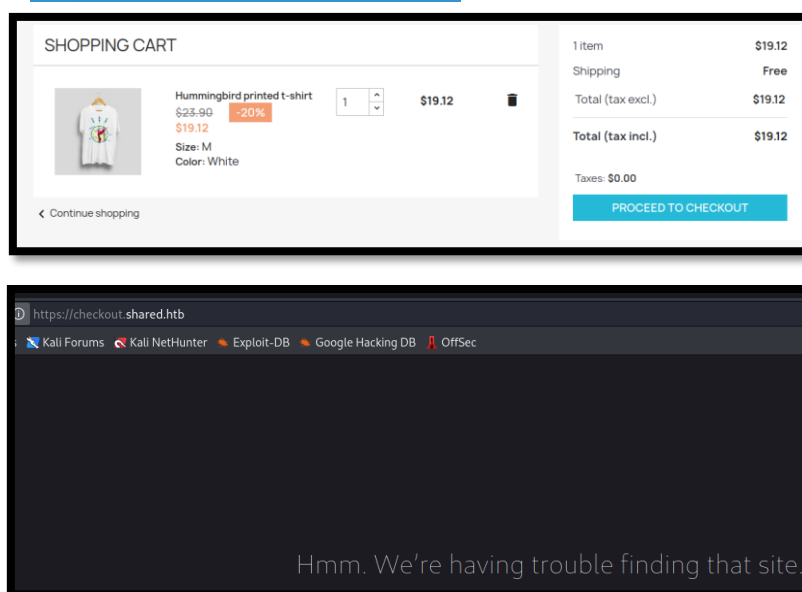 SHOPPING CART
Hummingbird printed t-shirt
$23.90 -20%
$19.12
Size: M
Color: White
1
$19.12
Continue shopping
1 item $19.12
Shipping Free
Total (tax excl.) $19.12
Total (tax incl.) $19.12
Taxes: $0.00
PROCEED TO CHECKOUT
https://checkout.shared.htb
Kali Forums Kali NetHunter Exploit-DB Google Hacking DB OffSec
Hmm. We're having trouble finding that site.